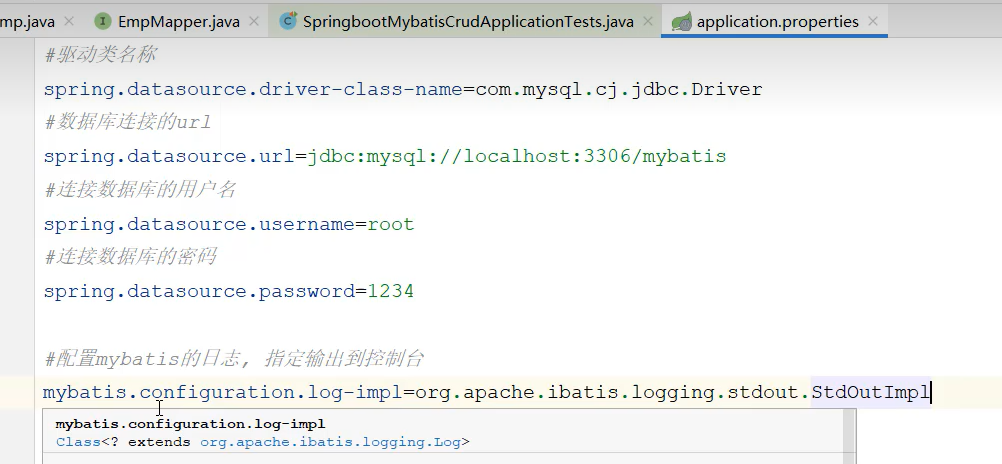 mp.java
EmpMapper.java
SpringbootMybatisCrudApplicationTests.java
application.properties
#驱动类名称
spring.datasource.driver-class-name=com.mysql.cj.jdbc.Driver
#数据库连接的url
spring.datasource.url=jdbc:mysql://localhost:3306/mybatis
#连接数据库的用户名
spring.datasource.username=root
#连接数据库的密码
spring.datasource.password=1234
#配置mybatis的日志, 指定输出到控制台
mybatis.configuration.log-impl=org.apache.ibatis.logging.stdout.StdOutImpl
mybatis.configuration.log-impl
Class<? extends org.apache.ibatis.logging.Log>